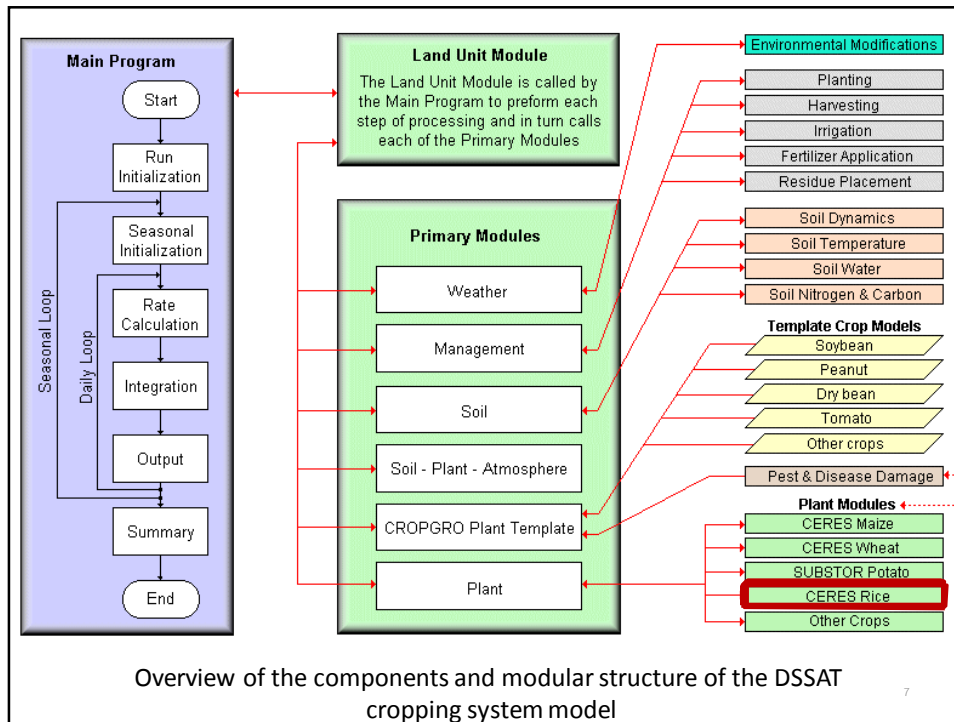 Main Program
Start
Run
Initialization
Seasonal
Initialization
Rate
Calculation
Integration
Output
Summary
End
Seasonal Loop
Daily Loop
Land Unit Module
The Land Unit Module is called by
the Main Program to preform each
step of processing and in turn calls
each of the Primary Modules
Primary Modules
Weather
Management
Soil
Soil - Plant - Atmosphere
CROPGRO Plant Template
Plant
Environmental Modifications
Planting
Harvesting
Irrigation
Fertilizer Application
Residue Placement
Soil Dynamics
Soil Temperature
Soil Water
Soil Nitrogen & Carbon
Template Crop Models
Soybean
Peanut
Dry bean
Tomato
Other crops
Pest & Disease Damage
Plant Modules
CERES Maize
CERES Wheat
SUBSTOR Potato
CERES Rice
Other Crops
Overview of the components and modular structure of the DSSAT
cropping system model
7